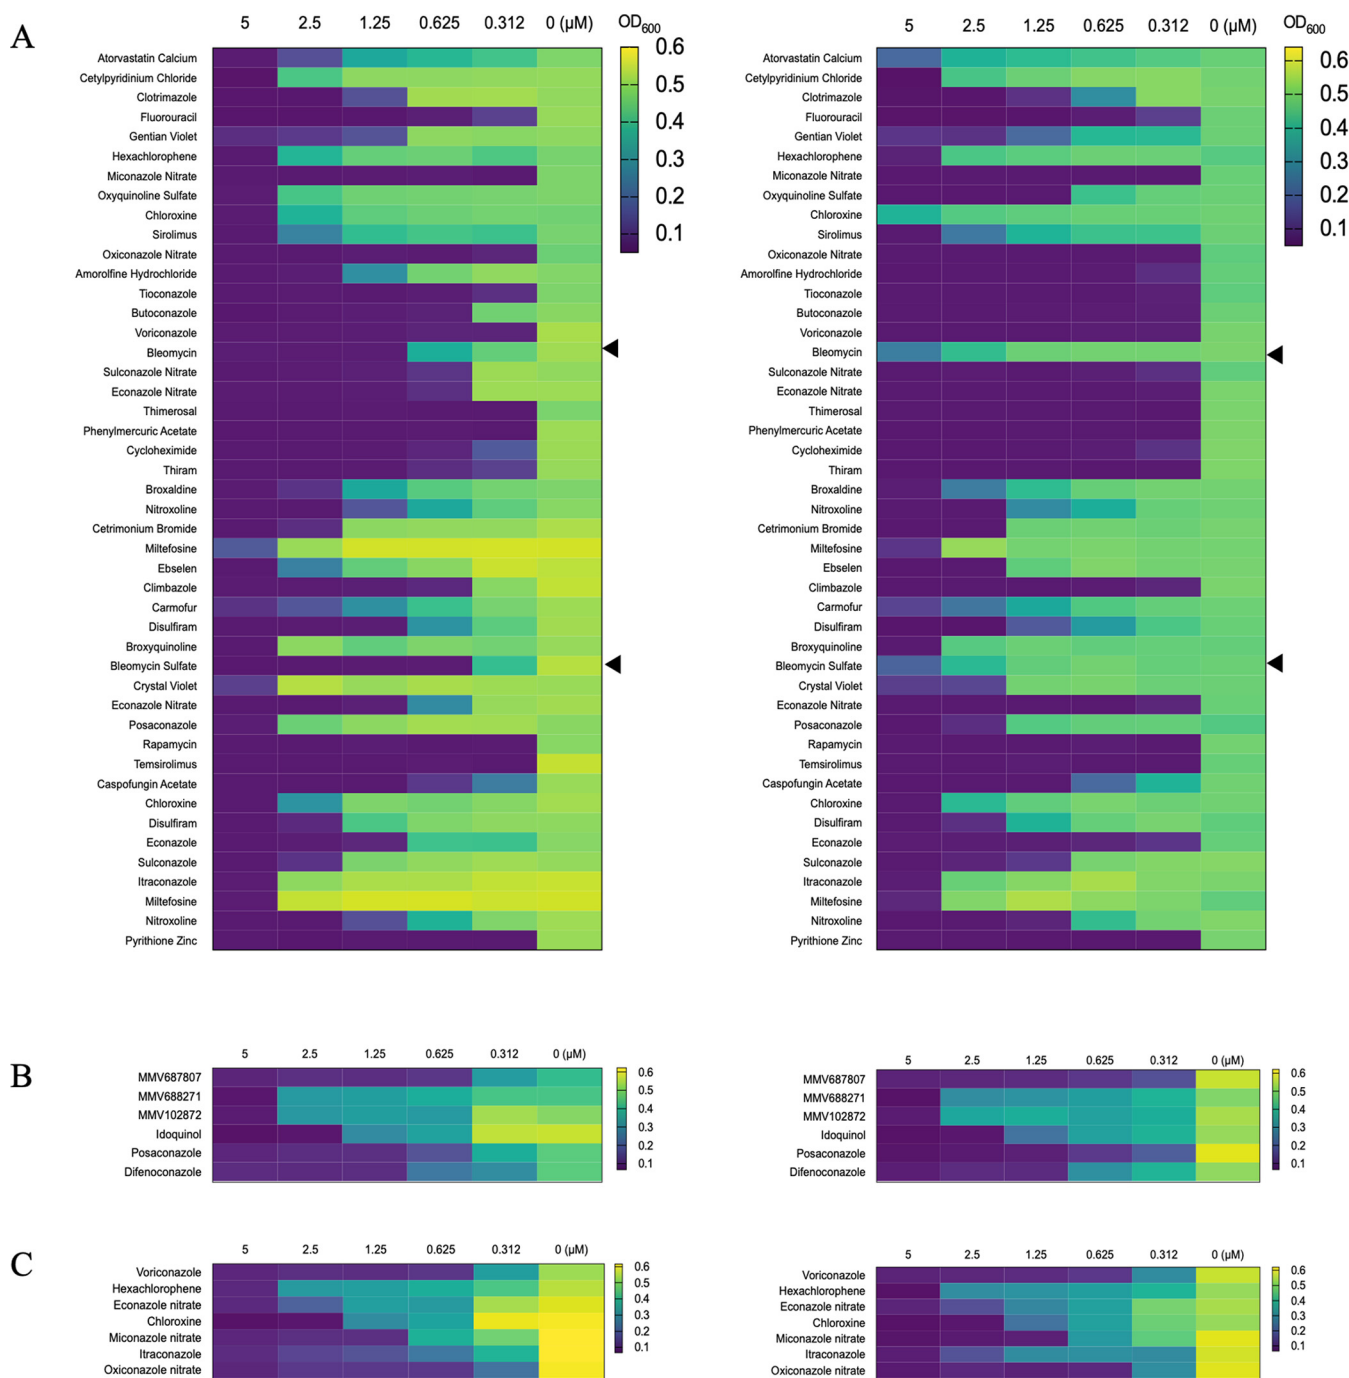 A
5 2.5 1.25 0.625 0.312 0 (µM) OD600
Atorvastatin Calcium
Cetylpyridinium Chloride
Clotrimazole
Fluorouracil
Gentian Violet
Hexachlorophene
Miconazole Nitrate
Oxyquinoline Sulfate
Chloroxine
Sirolimus
Oxiconazole Nitrate
Amorolfine Hydrochloride
Tioconazole
Butoconazole
Voriconazole
Bleomycin
Sulconazole Nitrate
Econazole Nitrate
Thimerosal
Phenylmercuric Acetate
Cycloheximide
Thiram
Broxaldine
Nitroxoline
Cetrimonium Bromide
Miltefosine
Ebselen
Climbazole
Carmofur
Disulfiram
Broxyquinoline
Bleomycin Sulfate
Crystal Violet
Econazole Nitrate
Posaconazole
Rapamycin
Temsirolimus
Caspofungin Acetate
Chloroxine
Disulfiram
Econazole
Sulconazole
Itraconazole
Miltefosine
Nitroxoline
Pyrithione Zinc
0.6
0.5
0.4
0.3
0.2
0.1
5 2.5 1.25 0.625 0.312 0 (µM) OD600
Atorvastatin Calcium
Cetylpyridinium Chloride
Clotrimazole
Fluorouracil
Gentian Violet
Hexachlorophene
Miconazole Nitrate
Oxyquinoline Sulfate
Chloroxine
Sirolimus
Oxiconazole Nitrate
Amorolfine Hydrochloride
Tioconazole
Butoconazole
Voriconazole
Bleomycin
Sulconazole Nitrate
Econazole Nitrate
Thimerosal
Phenylmercuric Acetate
Cycloheximide
Thiram
Broxaldine
Nitroxoline
Cetrimonium Bromide
Miltefosine
Ebselen
Climbazole
Carmofur
Disulfiram
Broxyquinoline
Bleomycin Sulfate
Crystal Violet
Econazole Nitrate
Posaconazole
Rapamycin
Temsirolimus
Caspofungin Acetate
Chloroxine
Disulfiram
Econazole
Sulconazole
Itraconazole
Miltefosine
Nitroxoline
Pyrithione Zinc
0.6
0.5
0.4
0.3
0.2
0.1
B
5 2.5 1.25 0.625 0.312 0 (µM)
MMV687807
MMV688271
MMV102872
Idoquinol
Posaconazole
Difenoconazole
0.6
0.5
0.4
0.3
0.2
0.1
5 2.5 1.25 0.625 0.312 0 (µM)
MMV687807
MMV688271
MMV102872
Idoquinol
Posaconazole
Difenoconazole
0.6
0.5
0.4
0.3
0.2
0.1
C
5 2.5 1.25 0.625 0.312 0 (µM)
Voriconazole
Hexachlorophene
Econazole nitrate
Chloroxine
Miconazole nitrate
Itraconazole
Oxiconazole nitrate
0.6
0.5
0.4
0.3
0.2
0.1
5 2.5 1.25 0.625 0.312 0 (µM)
Voriconazole
Hexachlorophene
Econazole nitrate
Chloroxine
Miconazole nitrate
Itraconazole
Oxiconazole nitrate
0.6
0.5
0.4
0.3
0.2
0.1